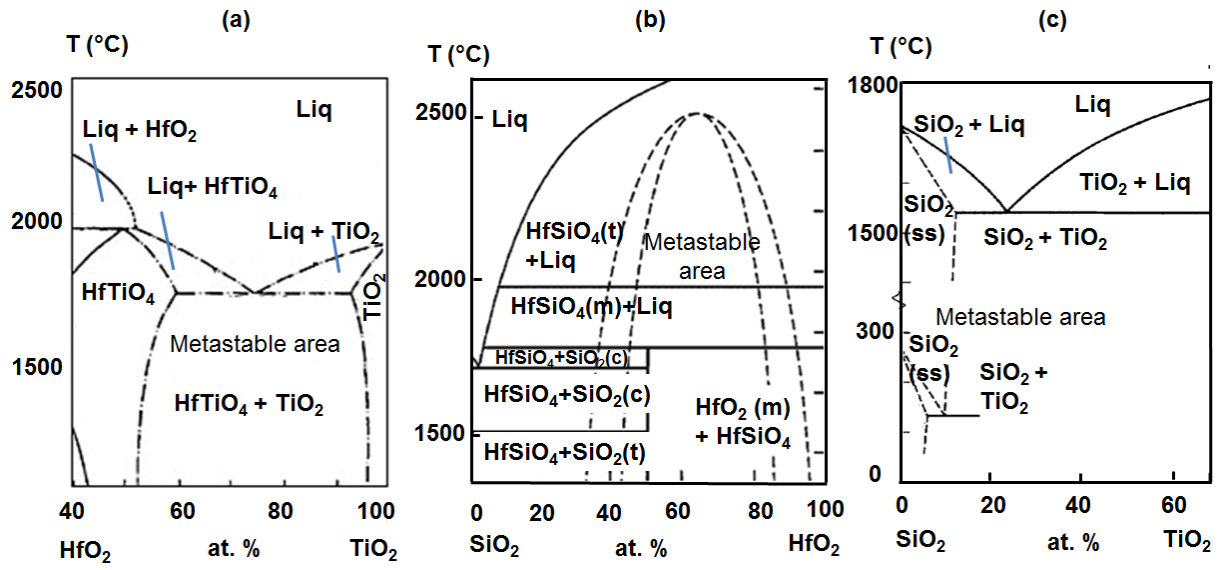 (a)
T (°C)
2500
2000
1500
Liq
Liq + HfO2
Liq+ HfTiO4
Liq + TiO2
HfTiO4
TiO2
Metastable area
HfTiO4 + TiO2
40
60
80
100
HfO2
at. %
TiO2
(b)
T (°C)
2500
2000
1500
Liq
HfSiO4(t)
+Liq
Metastable
area
HfSiO4(m)+Liq
HfSiO4+SiO2(c)
HfSiO4+SiO2(c)
HfO2 (m)
+ HfSiO4
HfSiO4+SiO2(t)
0
20
40
60
80
100
SiO2
at. %
HfO2
(c)
T (°C)
1800
1500
300
0
Liq
SiO2 + Liq
TiO2 + Liq
SiO2
(ss)
SiO2 + TiO2
Metastable area
SiO2
(ss)
SiO2 +
TiO2
0
20
40
60
SiO2
at. %
TiO2